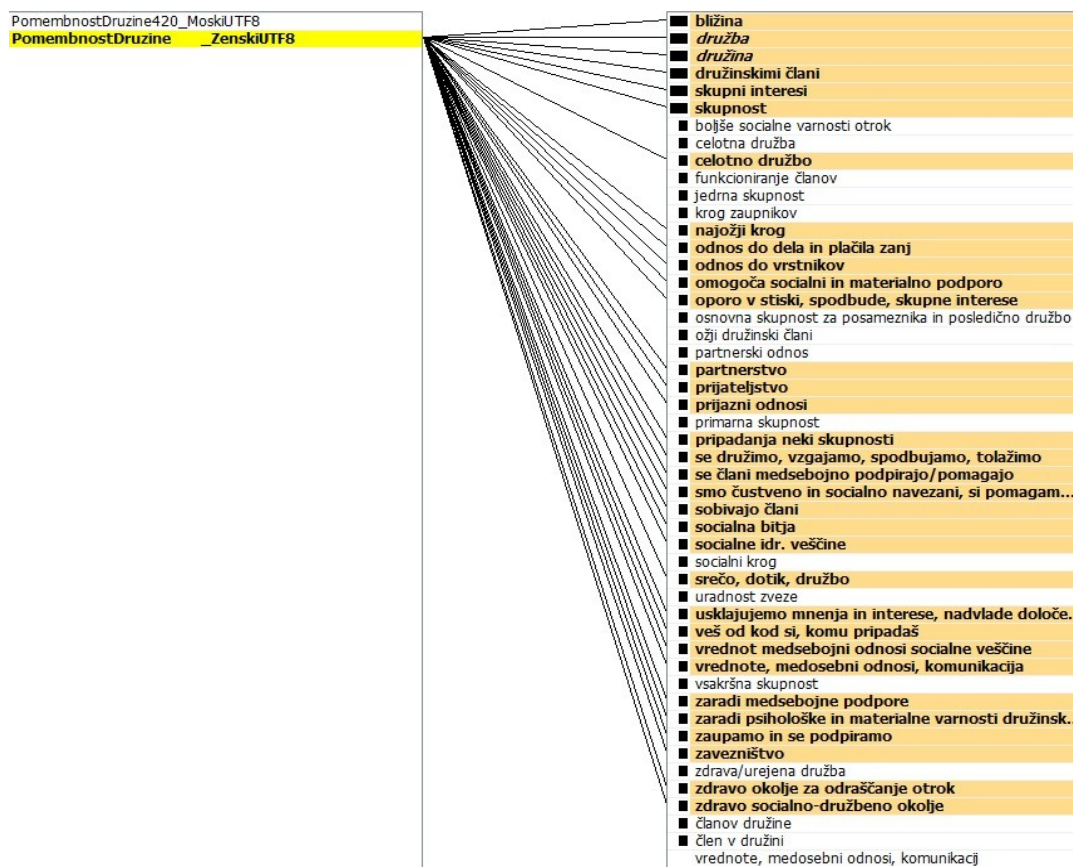 PomembnostDruzine420_MoskiUTF8
PomembnostDruzine _ZenskiUTF8
bližina
družba
družina
družinskimi člani
skupni interesi
skupnost
boljše socialne varnosti otrok
celotna družba
celotno družbo
funkcioniranje članov
jedrna skupnost
krog zaupnikov
najožji krog
odnos do dela in plačila zanj
odnos do vrstnikov
omogoča socialni in materialno podporo
oporo v stiski, spodbude, skupne interese
osnovna skupnost za posameznika in posledično družbo
ožji družinski člani
partnerski odnos
partnerstvo
prijateljstvo
prijazni odnosi
primarna skupnost
pripadanja neki skupnosti
se družimo, vzgajamo, spodbujamo, tolažimo
se člani medsebojno podpirajo/pomagajo
smo čustveno in socialno navezani, si pomagam...
sobivajo člani
socialna bitja
socialne idr. veščine
socialni krog
srečo, dotik, družbo
uradnost zveze
usklajujemo mnenja in interese, nadvlade določe...
veš od kod si, komu pripadaš
vrednot medsebojni odnosi socialne veščine
vrednote, medosebni odnosi, komunikacija
vsakršna skupnost
zaradi medsebojne podpore
zaradi psihološke in materialne varnosti družinsk...
zaupamo in se podpiramo
zavezništvo
zdrava/urejena družba
zdravo okolje za odraščanje otrok
zdravo socialno-družbeno okolje
članov družine
člen v družini
vrednote, medosebni odnosi, komunikacij